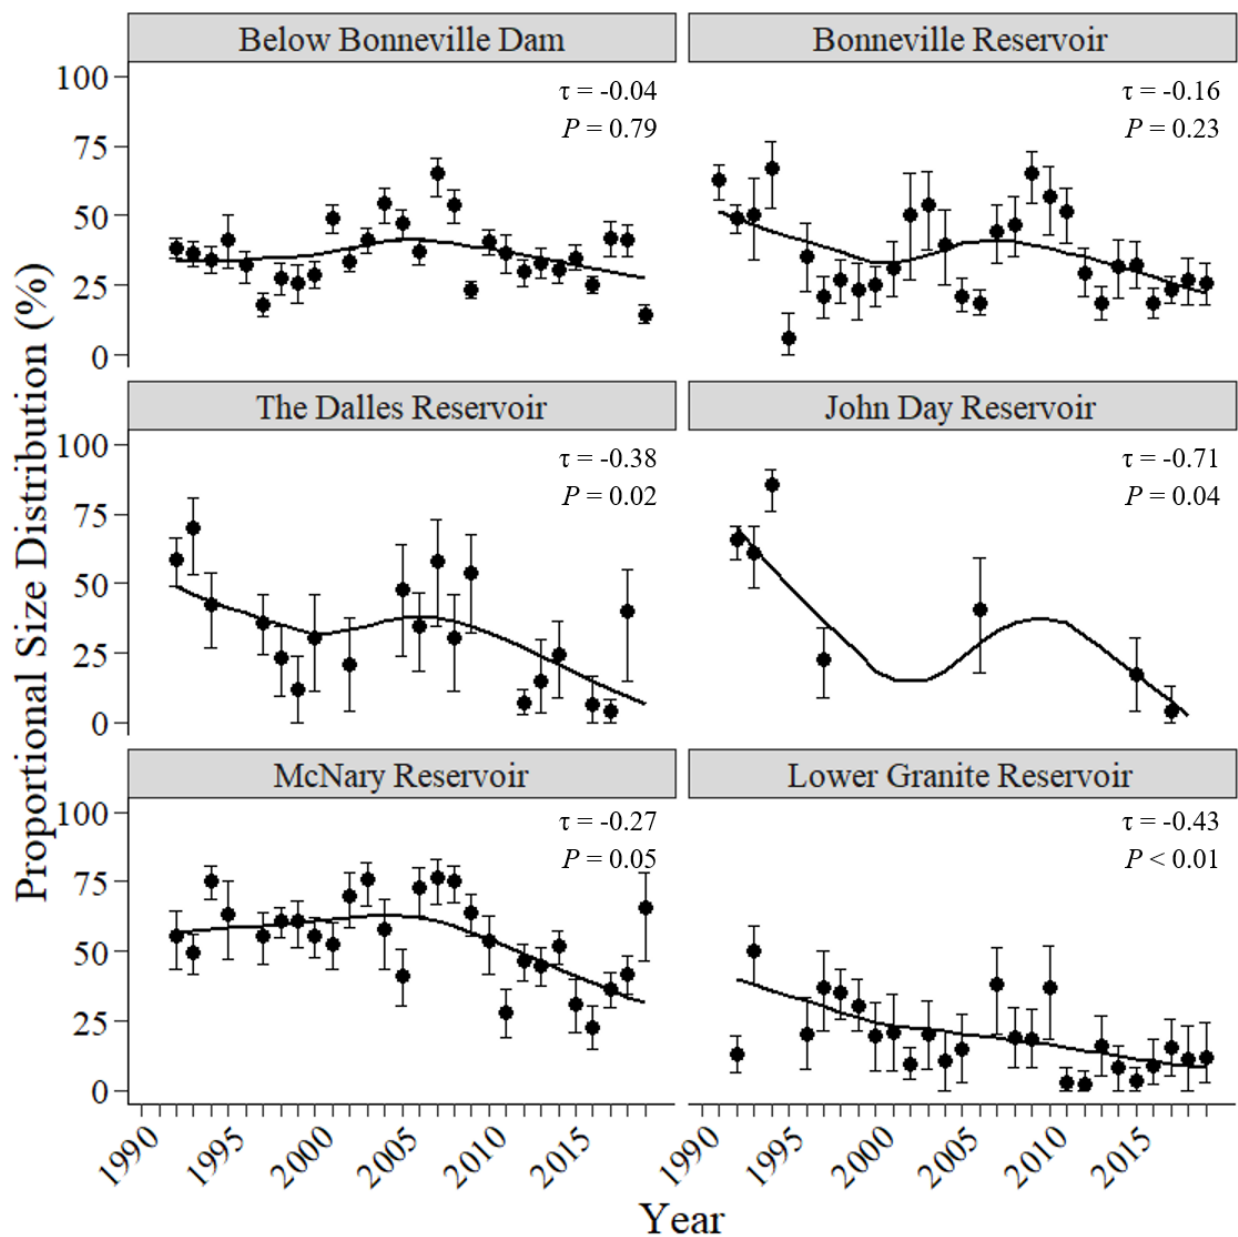 Below Bonneville Dam
Bonneville Reservoir
100
75
50
25
0
τ = -0.04
P = 0.79
τ = -0.16
P = 0.23
The Dalles Reservoir
John Day Reservoir
100
75
50
25
0
τ = -0.38
P = 0.02
τ = -0.71
P = 0.04
McNary Reservoir
Lower Granite Reservoir
100
75
50
25
0
τ = -0.27
P = 0.05
τ = -0.43
P < 0.01
Proportional Size Distribution (%)
1990
1995
2000
2005
2010
2015
1990
1995
2000
2005
2010
2015
Year